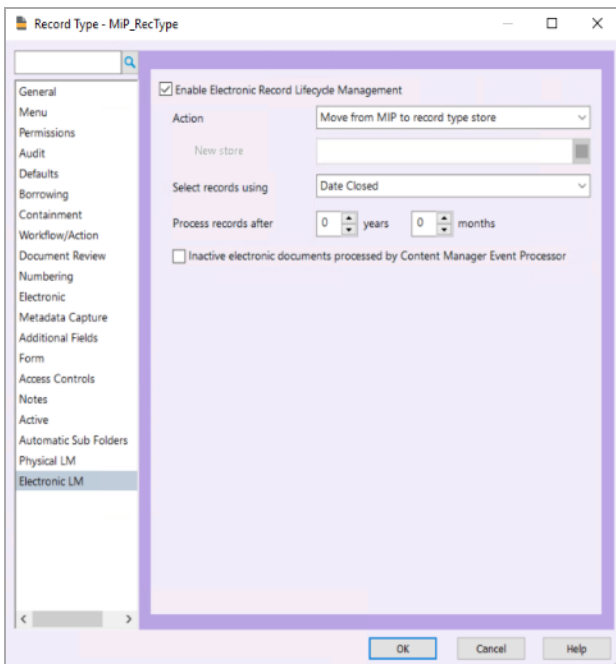 Record Type - MiP_RecType
General
Menu
Permissions
Audit
Defaults
Borrowing
Containment
Workflow/Action
Document Review
Numbering
Electronic
Metadata Capture
Additional Fields
Form
Access Controls
Notes
Active
Automatic Sub Folders
Physical LM
Electronic LM
Enable Electronic Record Lifecycle Management
Action Move from MIP to record type store
New store
Select records using Date Closed
Process records after 0 years 0 months
Inactive electronic documents processed by Content Manager Event Processor
OK Cancel Help